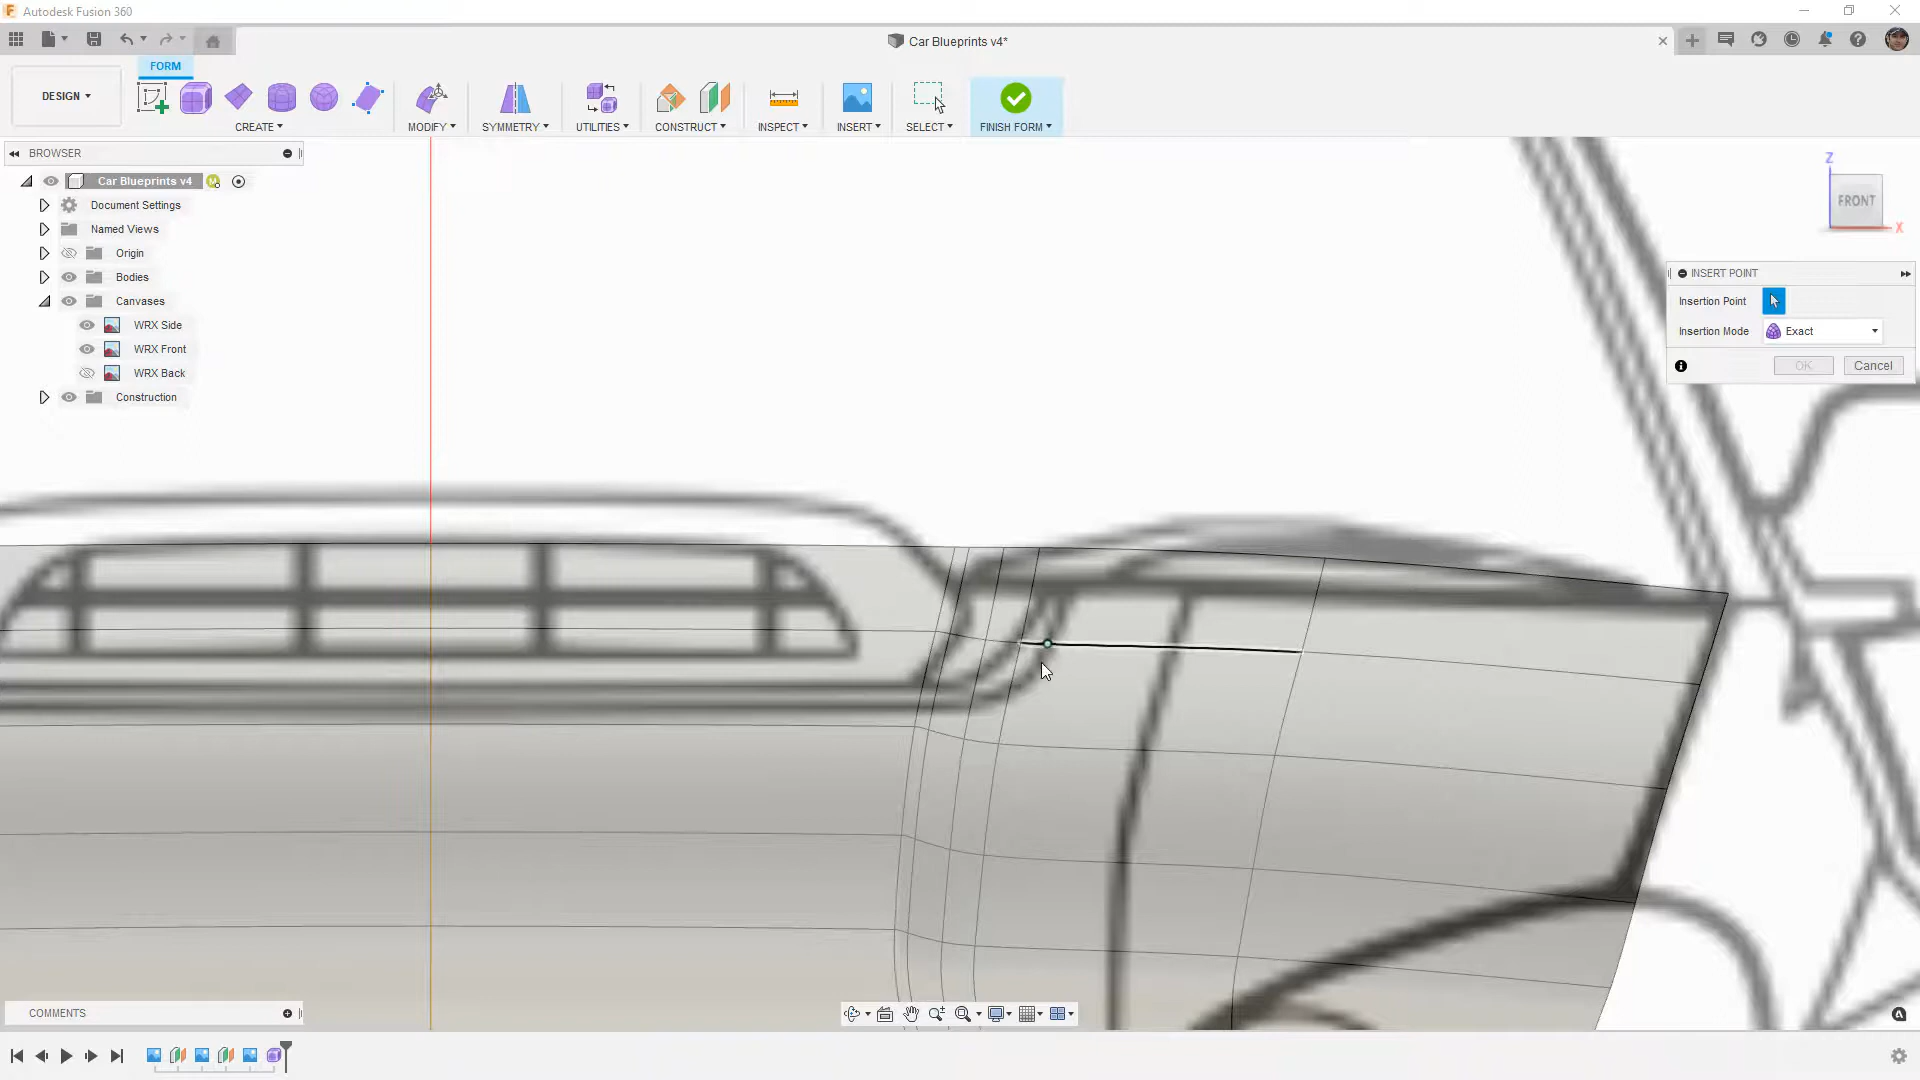 Autodesk Fusion 360
Car Blueprints v4*
DESIGN
FORM
CREATE
MODIFY
SYMMETRY
UTILITIES
CONSTRUCT
INSPECT
INSERT
SELECT
FINISH FORM
BROWSER
Car Blueprints v4
Document Settings
Named Views
Origin
Bodies
Canvases
WRX Side
WRX Front
WRX Back
Construction
Z
FRONT
X
INSERT POINT
Insertion Point
Insertion Mode
Exact
OK
Cancel
COMMENTS